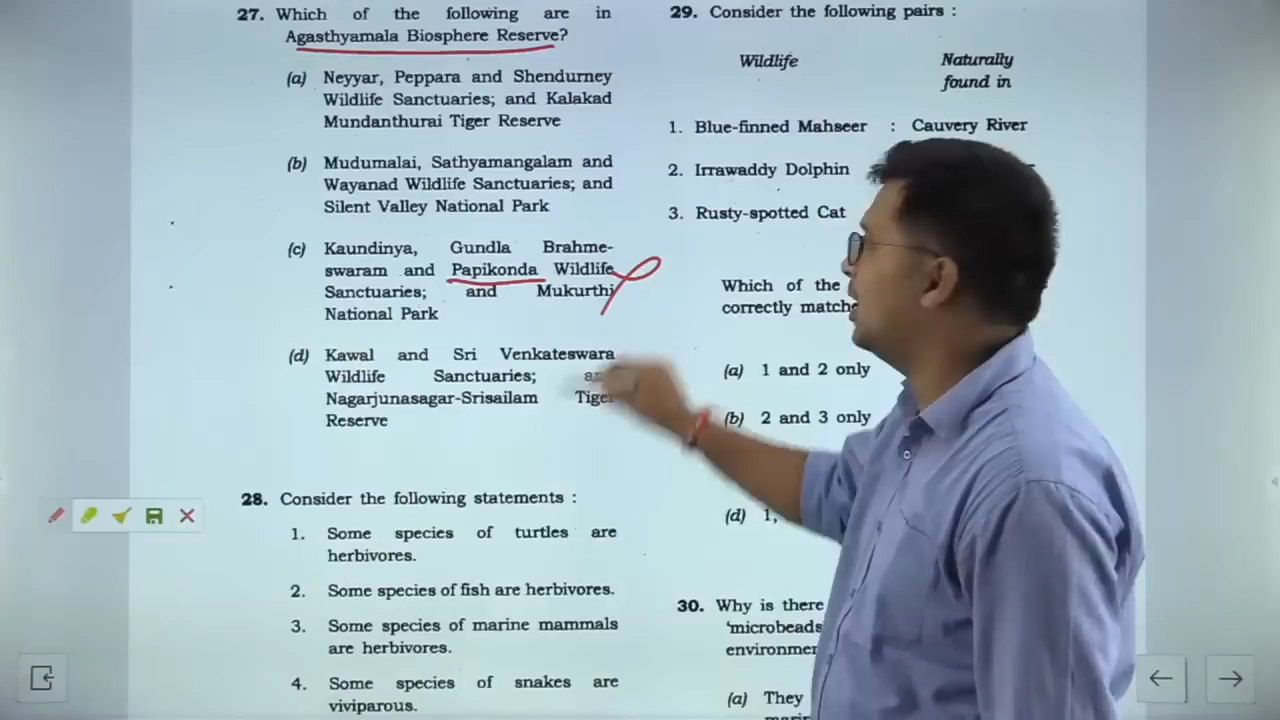 27. Which of the following are in
Agasthyamala Biosphere Reserve?
(a) Neyyar, Peppara and Shendurney
Wildlife Sanctuaries; and Kalakad
Mundanthurai Tiger Reserve
(b) Mudumalai, Sathyamangalam and
Wayanad Wildlife Sanctuaries; and
Silent Valley National Park
(c) Kaundinya, Gundla Brahme-
swaram and Papikonda Wildlife
Sanctuaries; and Mukurthi
National Park
(d) Kawal and Sri Venkateswara
Wildlife Sanctuaries;
Nagarjunasagar-Srisailam Tiger
Reserve
28. Consider the following statements :
1. Some species of turtles are
herbivores.
2. Some species of fish are herbivores.
3. Some species of marine mammals
are herbivores.
4. Some species of snakes are
viviparous.
29. Consider the following pairs :
Wildlife Naturally
found in
1. Blue-finned Mahseer : Cauvery River
2. Irrawaddy Dolphin
3. Rusty-spotted Cat
Which of the
correctly
(a) 1 and 2 only
(b) 2 and 3 only
(d) 1,
30. Why is there
'microbeads
(a) They